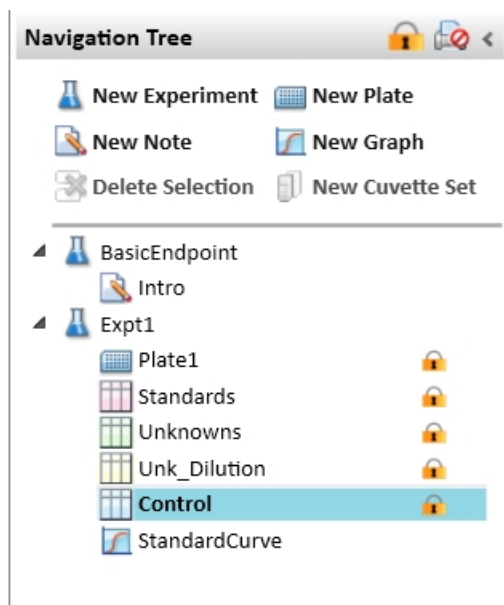 Navigation Tree
New Experiment New Plate
New Note New Graph
Delete Selection New Cuvette Set
BasicEndpoint
Intro
Expt1
Plate1
Standards
Unknowns
Unk_Dilution
Control
StandardCurve